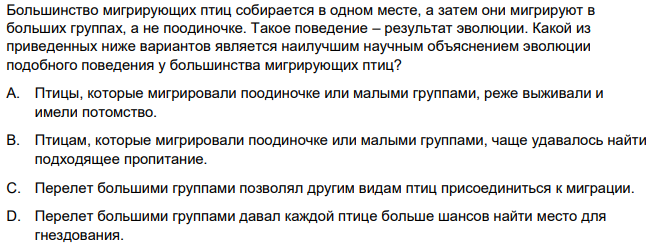 Большинство мигрирующих птиц собирается в одном месте, а затем они мигрируют в
больших группах, а не поодиночке. Такое поведение – результат эволюции. Какой из
приведенных ниже вариантов является наилучшим научным объяснением эволюции
подобного поведения у большинства мигрирующих птиц?
A. Птицы, которые мигрировали поодиночке или малыми группами, реже выживали и
имели потомство.
B. Птицам, которые мигрировали поодиночке или малыми группами, чаще удавалось найти
подходящее пропитание.
C. Перелет большими группами позволял другим видам птиц присоединиться к миграции.
D. Перелет большими группами давал каждой птице больше шансов найти место для
гнездования.